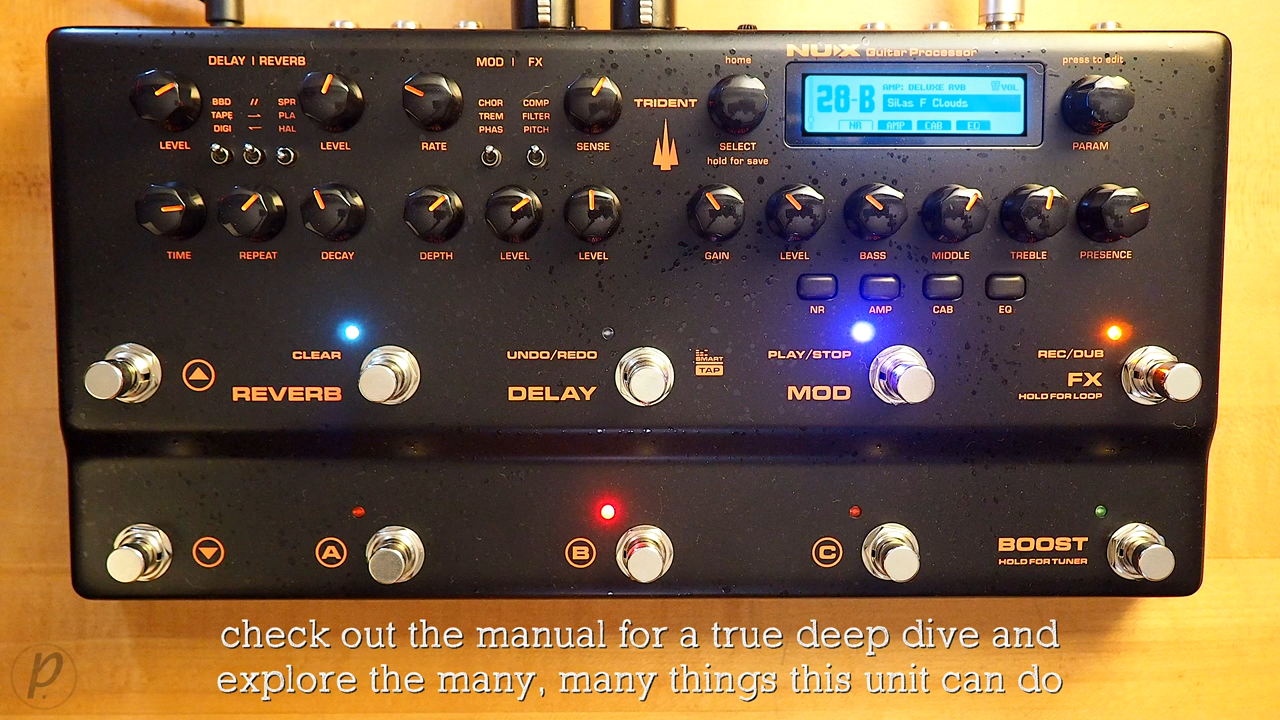 DELAY | REVERB
MOD | FX
home
NUX Guitar Processor
press to edit
BBD // SPR
TAPE PLA
DIGI HAL
LEVEL
LEVEL
CHOR COMP
TREM FILTER
PHAS PITCH
RATE
SENSE
TRIDENT
SELECT
hold for save
28-B
AMP: DELUXE RVB
VOL
Silas F Clouds
NR AMP CAB EQ
PARAM
TIME
REPEAT
DECAY
DEPTH
LEVEL
LEVEL
GAIN
LEVEL
BASS
MIDDLE
TREBLE
PRESENCE
NR
AMP
CAB
EQ
CLEAR
REVERB
UNDO/REDO
DELAY
SMART
TAP
PLAY/STOP
MOD
REC/DUB
FX
HOLD FOR LOOP
A
B
C
BOOST
HOLD FOR TUNER
check out the manual for a true deep dive and
explore the many, many things this unit can do
p